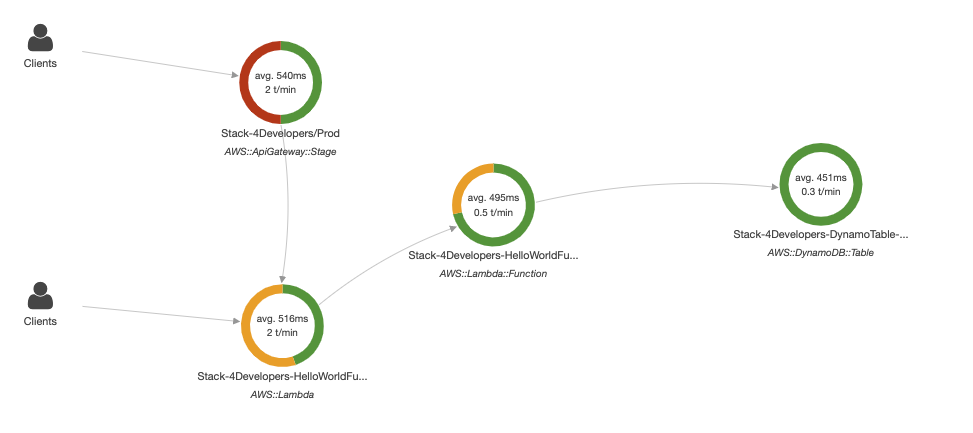 Clients
avg. 540ms
2 t/min
Stack-4Developers/Prod
AWS::ApiGateway::Stage
avg. 495ms
0.5 t/min
Stack-4Developers-HelloWorldFu...
AWS::Lambda::Function
avg. 451ms
0.3 t/min
Stack-4Developers-DynamoTable-...
AWS::DynamoDB::Table
Clients
avg. 516ms
2 t/min
Stack-4Developers-HelloWorldFu...
AWS::Lambda